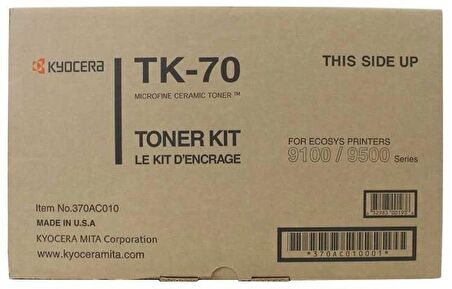 KYOCERA
TK-70
THIS SIDE UP
MICROFINE CERAMIC TONER™
TONER KIT
LE KIT D'ENCRAGE
FOR ECOSYS PRINTERS
9100 / 9500 Series
Item No.370AC010
MADE IN U.S.A
KYOCERA MITA Corporation
www.kyoceramita.com
*370AC010001*